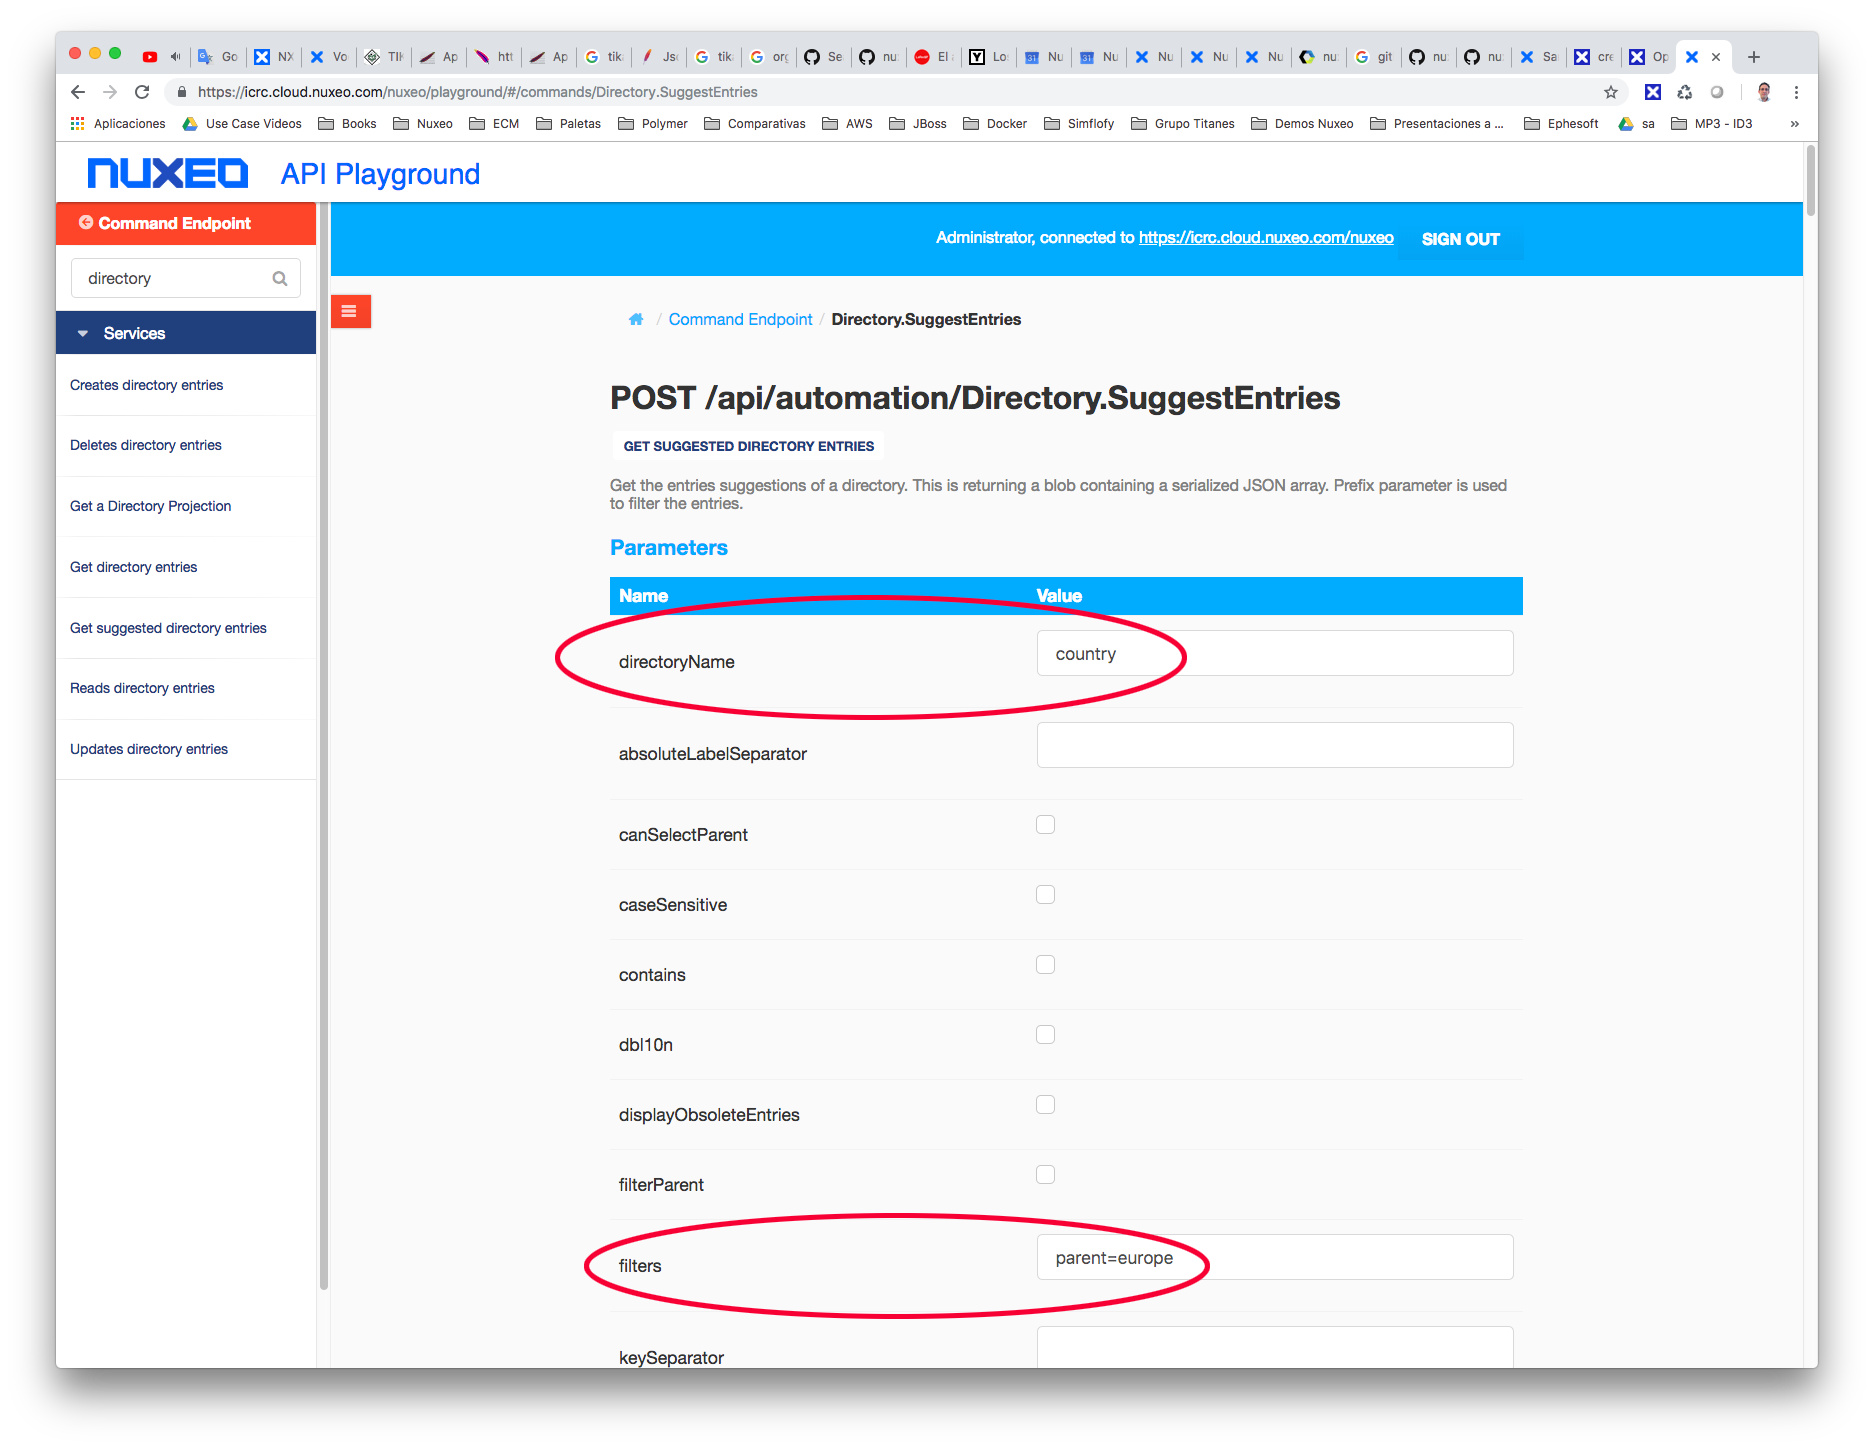 Go NX Vo TIK Ap htt Ap tik Jso tik org Se nu: El Lo Nu Nu Nu Nu Nu nu: git nu: nu: Sa cre Op
https://icrc.cloud.nuxeo.com/nuxeo/playground/#/commands/Directory.SuggestEntries
Aplicaciones Use Case Videos Books Nuxeo ECM Paletas Polymer Comparativas AWS JBoss Docker Simflofy Grupo Titanes Demos Nuxeo Presentaciones a ... Ephesoft sa MP3 - ID3 »
nuxeo API Playground
Command Endpoint
Administrator, connected to https://icrc.cloud.nuxeo.com/nuxeo SIGN OUT
directory
Services
Creates directory entries
Deletes directory entries
Get a Directory Projection
Get directory entries
Get suggested directory entries
Reads directory entries
Updates directory entries
/ Command Endpoint / Directory.SuggestEntries
POST /api/automation/Directory.SuggestEntries
GET SUGGESTED DIRECTORY ENTRIES
Get the entries suggestions of a directory. This is returning a blob containing a serialized JSON array. Prefix parameter is used
to filter the entries.
Parameters
Name Value
directoryName country
absoluteLabelSeparator
canSelectParent
caseSensitive
contains
dbl10n
displayObsoleteEntries
filterParent
filters parent=europe
keySeparator